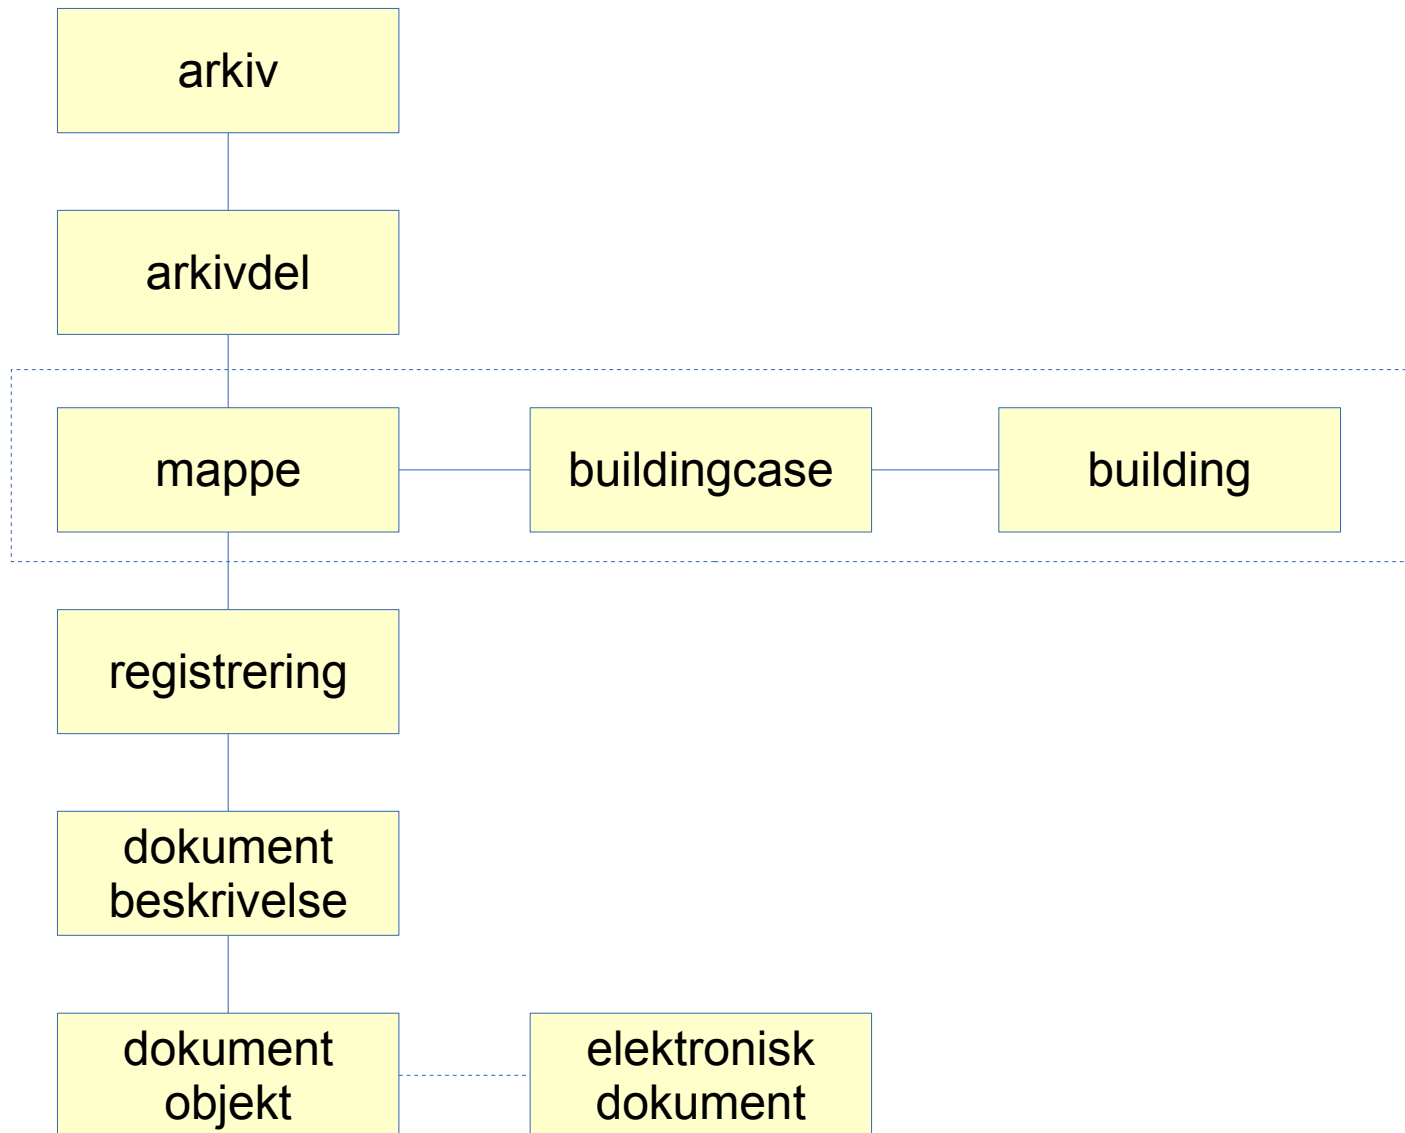 arkiv
arkivdel
mappe
buildingcase
building
registrering
dokument
beskrivelse
dokument
objekt
elektronisk
dokument